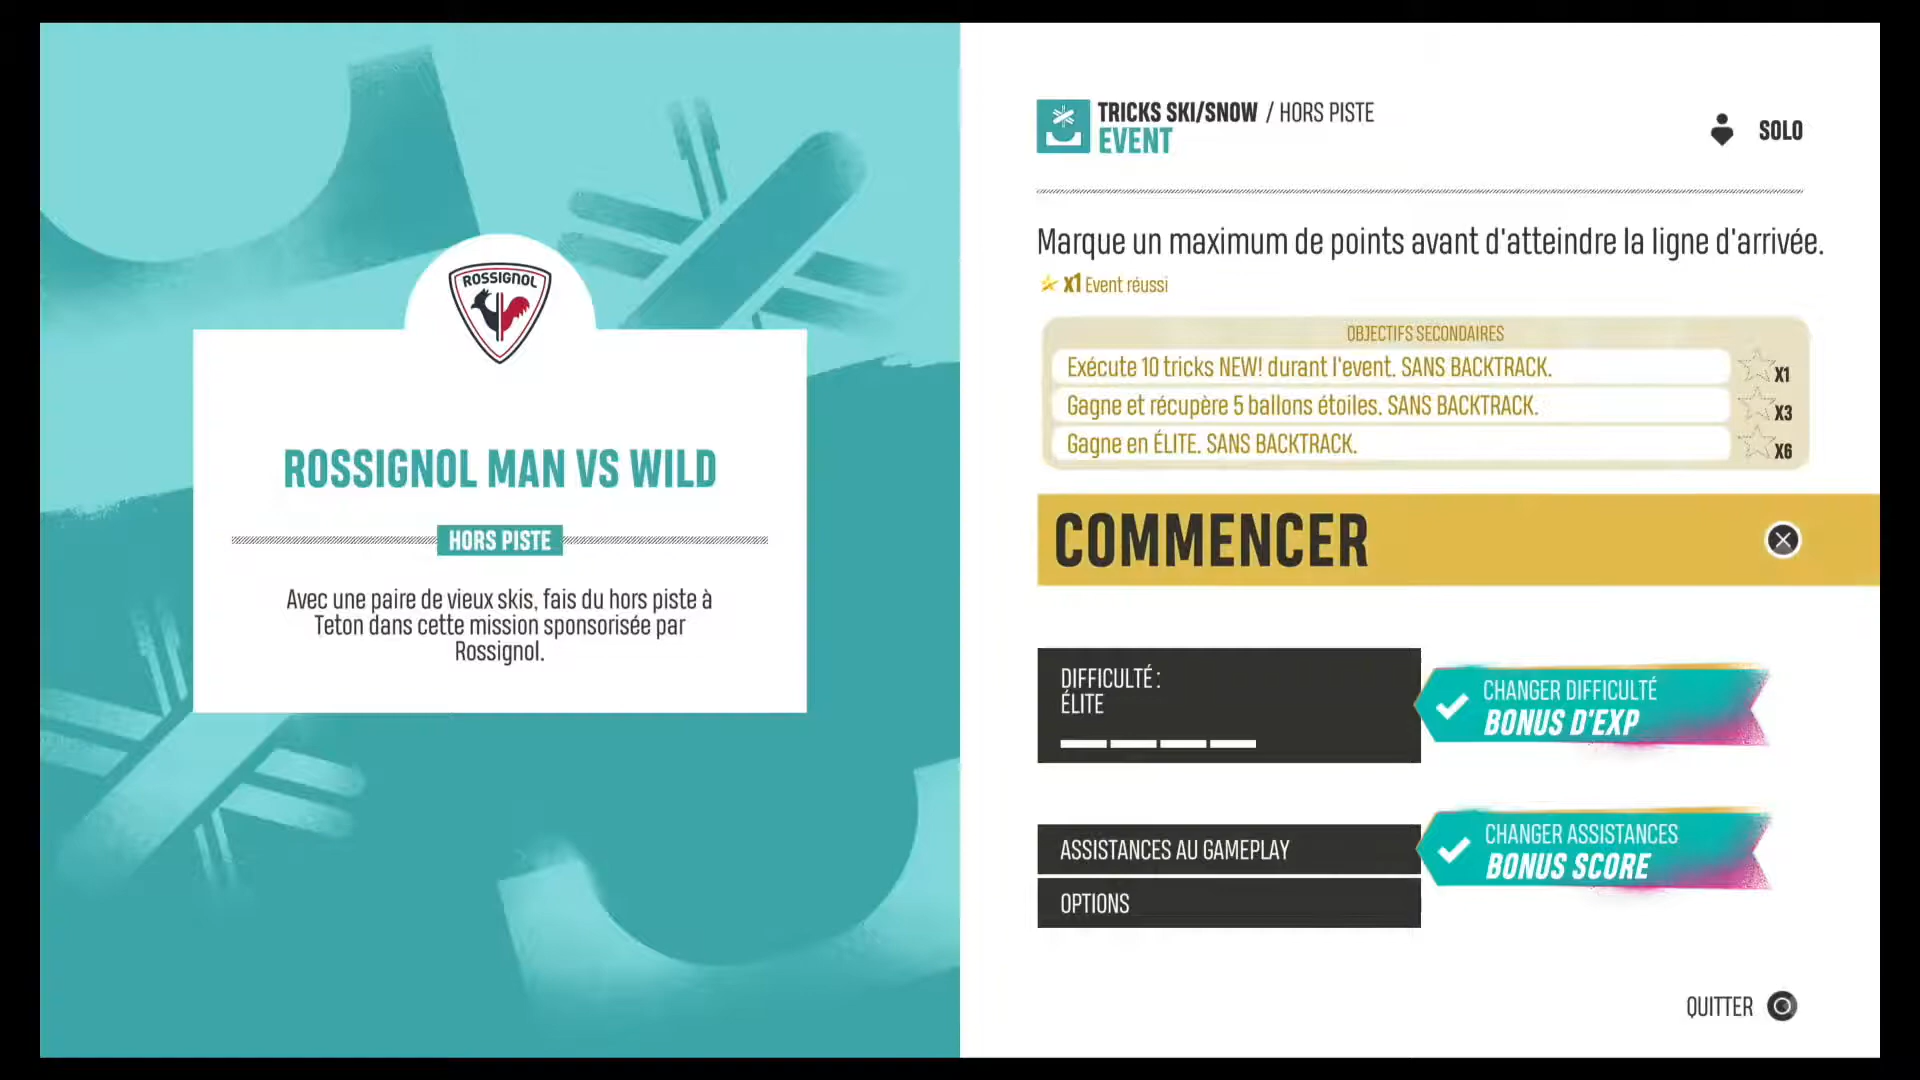 ROSSIGNOL
ROSSIGNOL MAN VS WILD
HORS PISTE
Avec une paire de vieux skis, fais du hors piste à
Teton dans cette mission sponsorisée par
Rossignol.
TRICKS SKI/SNOW / HORS PISTE
EVENT
SOLO
Marque un maximum de points avant d'atteindre la ligne d'arrivée.
x1 Event réussi
OBJECTIFS SECONDAIRES
Exécute 10 tricks NEW! durant l'event. SANS BACKTRACK. X1
Gagne et récupère 5 ballons étoiles. SANS BACKTRACK. X3
Gagne en ÉLITE. SANS BACKTRACK. X6
COMMENCER
DIFFICULTÉ :
ÉLITE
CHANGER DIFFICULTÉ
BONUS D'EXP
ASSISTANCES AU GAMEPLAY
CHANGER ASSISTANCES
BONUS SCORE
OPTIONS
QUITTER